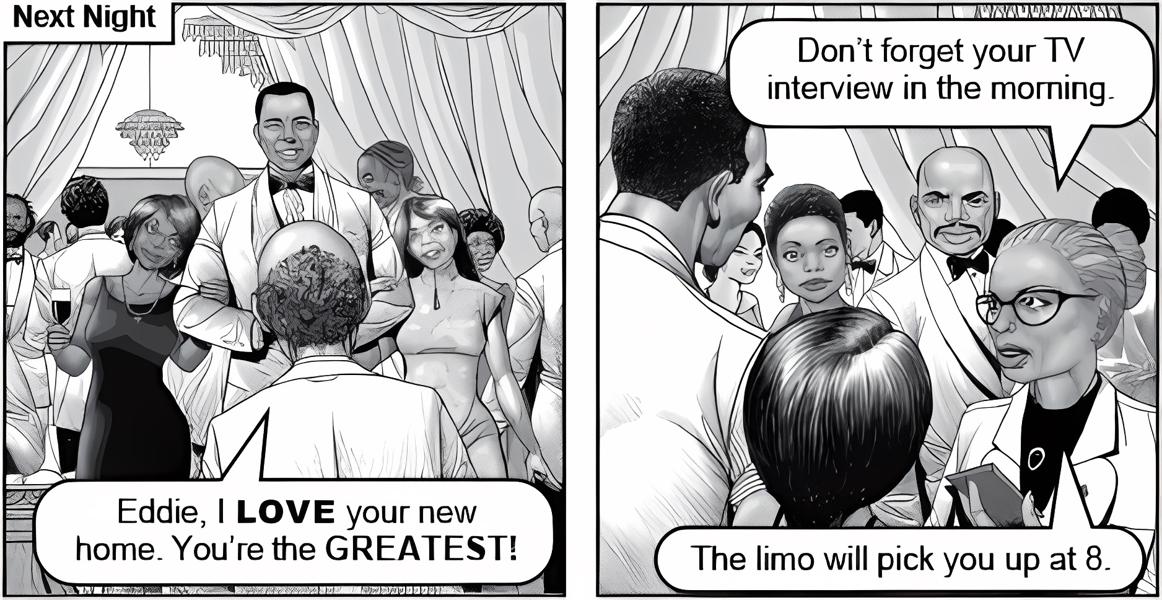 Next Night
Eddie, I LOVE your new
home. You're the GREATEST!
Don't forget your TV
interview in the morning.
The limo will pick you up at 8.